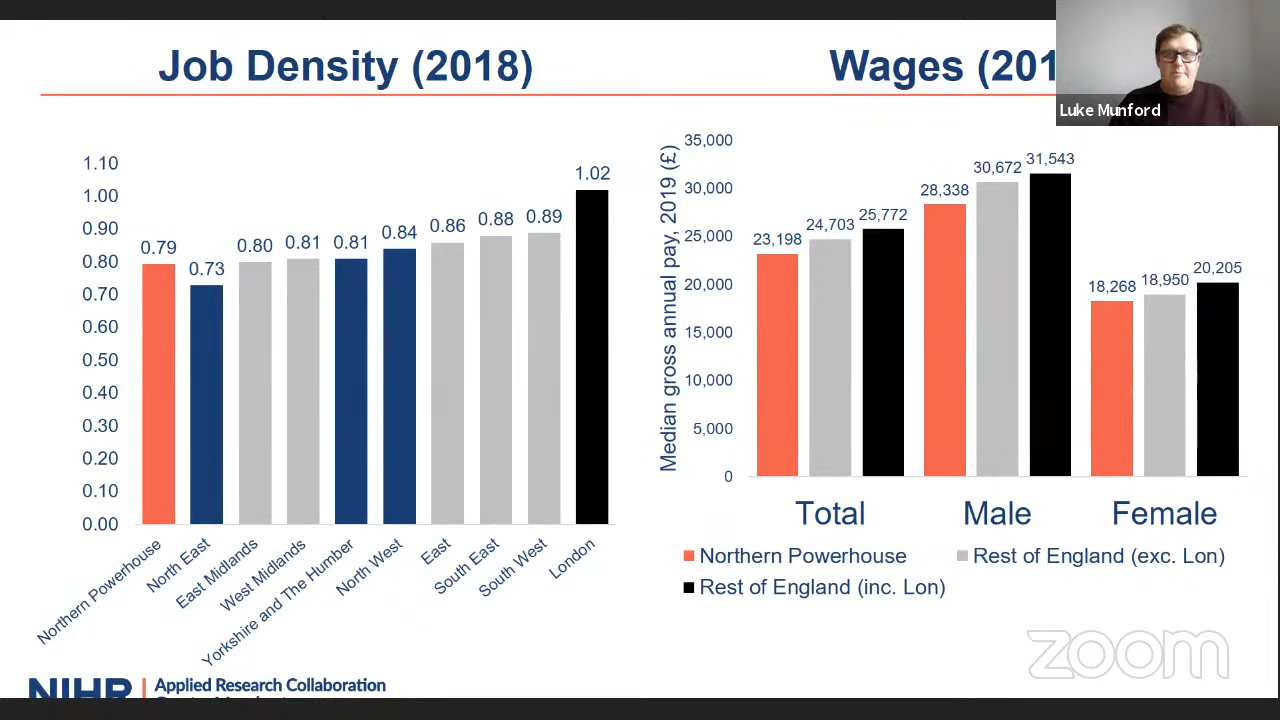 Job Density (2018)
Wages (201
Luke Munford
1.10
1.00
0.90
0.80
0.70
0.60
0.50
0.40
0.30
0.20
0.10
0.00
0.79
0.73
0.80
0.81
0.81
0.84
0.86
0.88
0.89
1.02
Northern Powerhouse
North East
East Midlands
West Midlands
Yorkshire and The Humber
North West
East
South East
South West
London
Median gross annual pay, 2019 (£)
35,000
30,000
25,000
20,000
15,000
10,000
5,000
0
23,198
24,703
25,772
28,338
30,672
31,543
18,268
18,950
20,205
Total
Male
Female
Northern Powerhouse
Rest of England (exc. Lon)
Rest of England (inc. Lon)
zoom
NIHR
Applied Research Collaboration